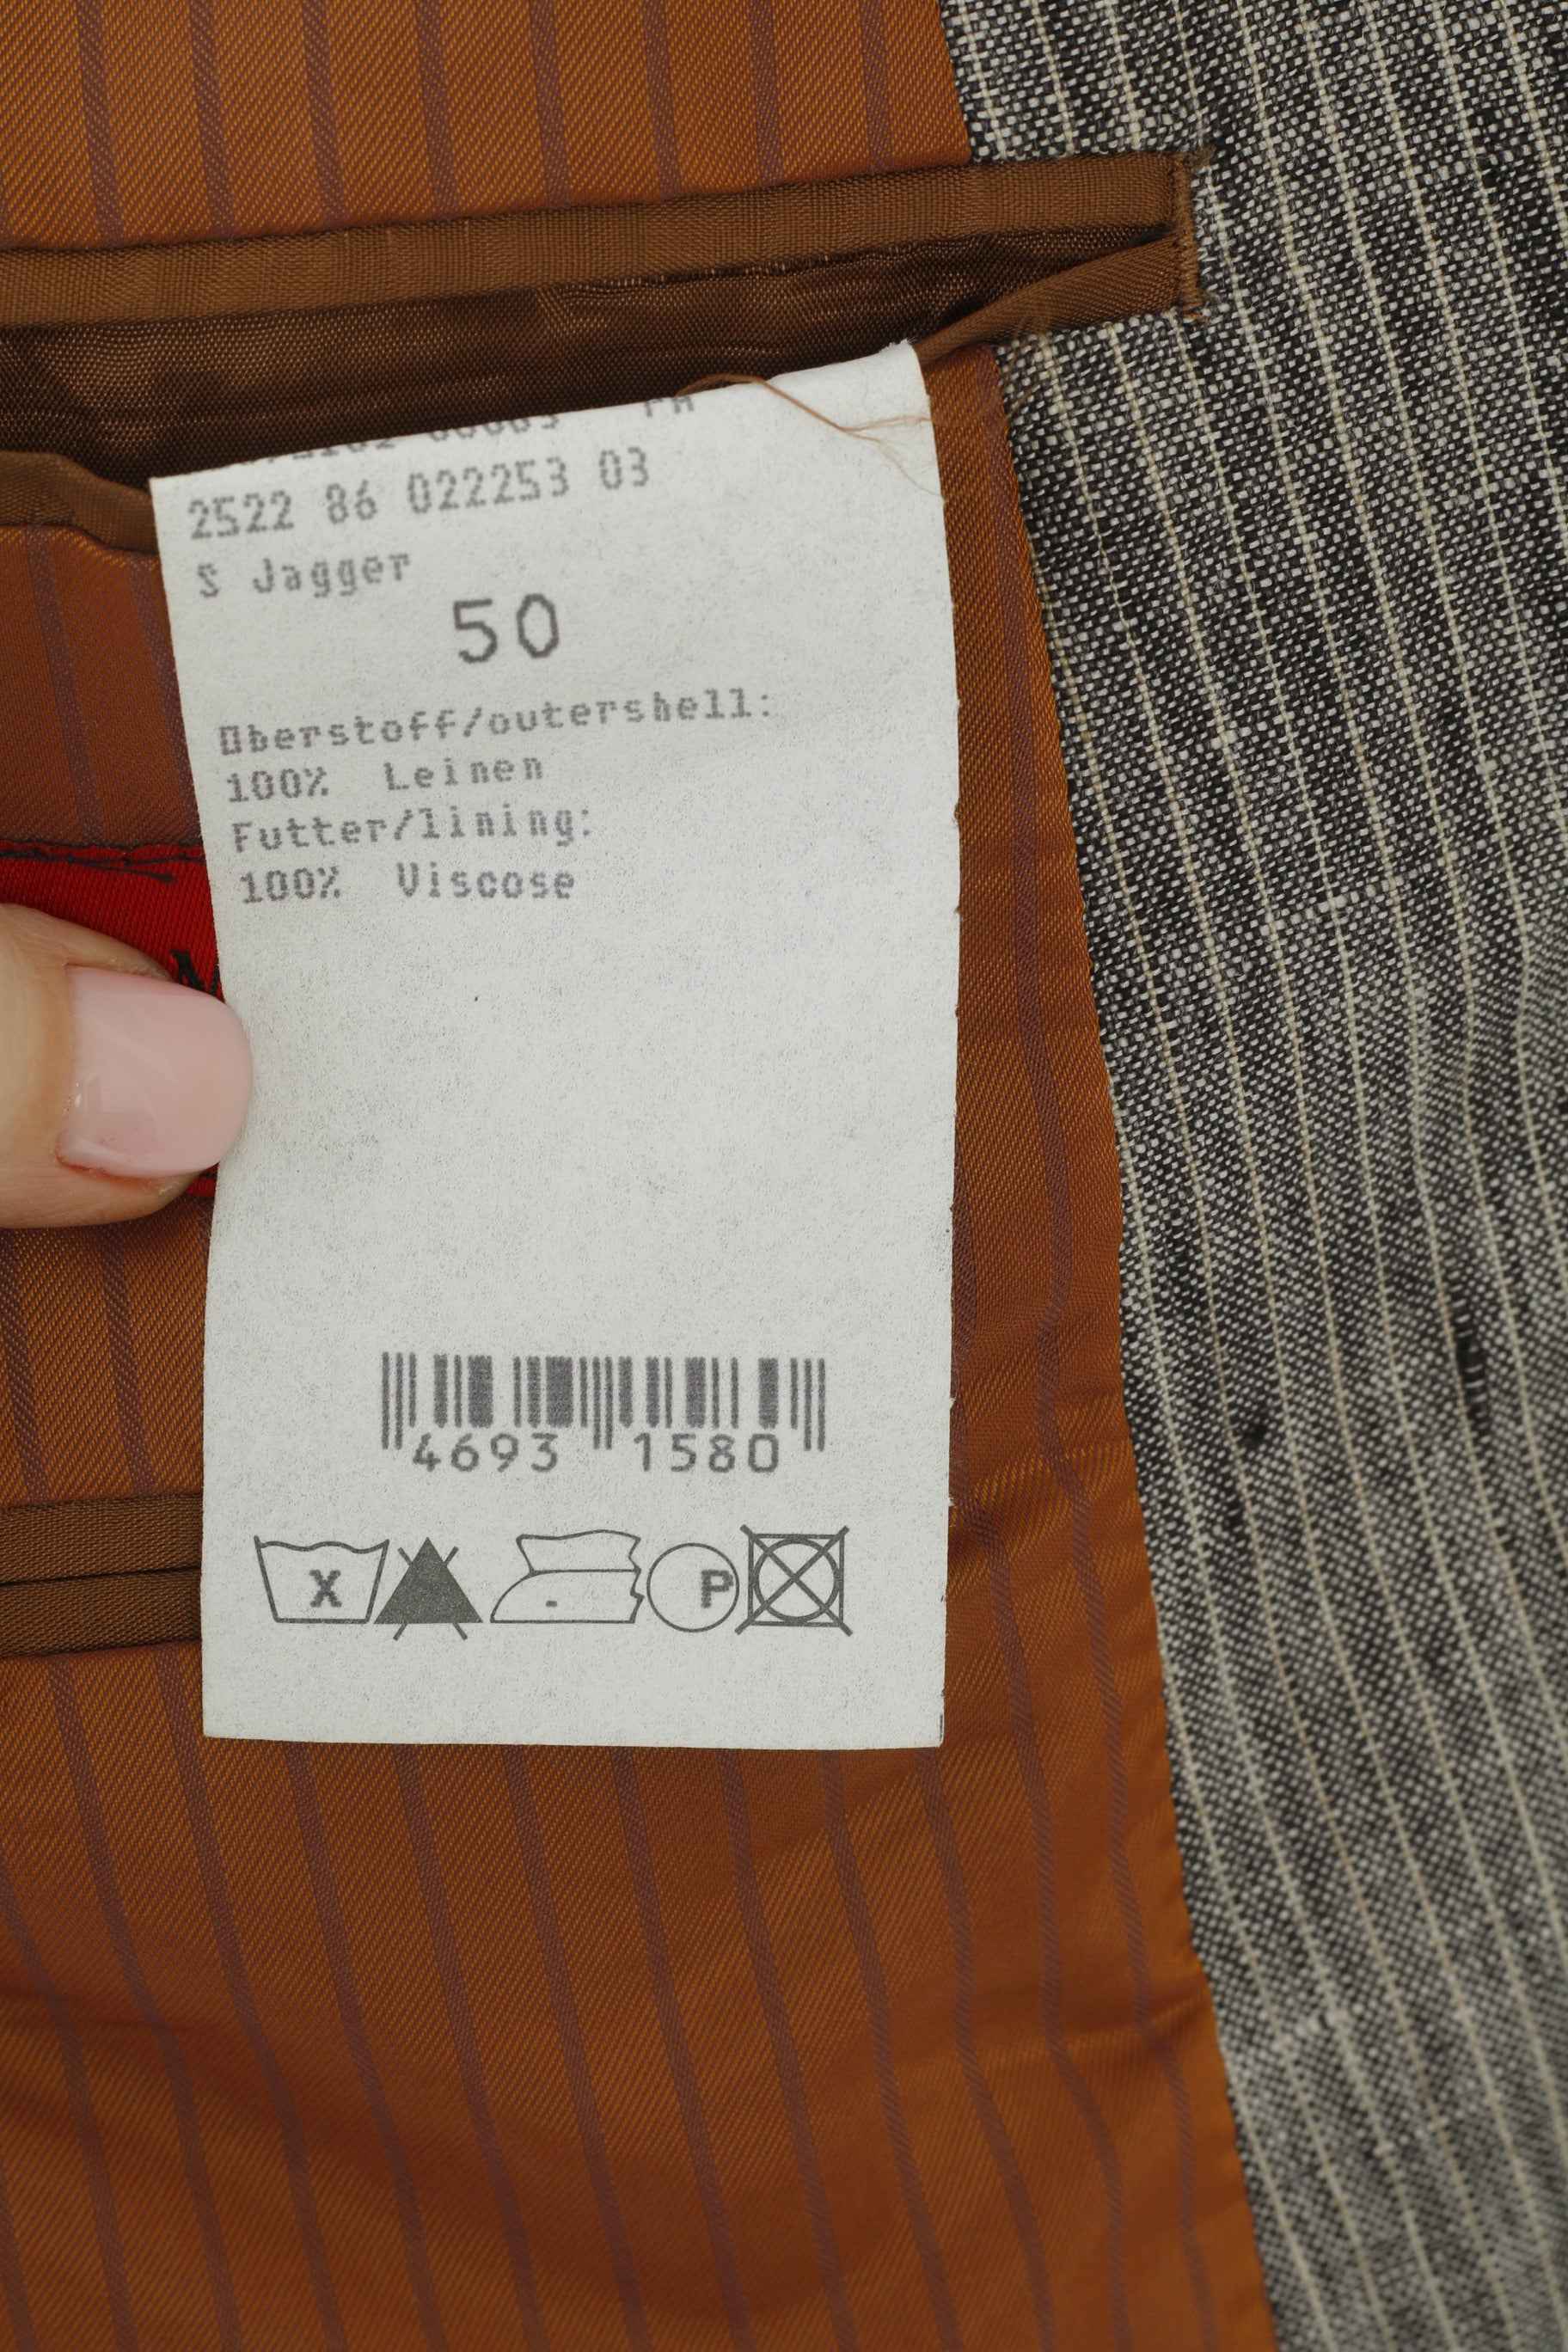 2522 86 022253 03
S Jagger
50
Oberstoff/outershell:
100% Leinen
Futter/lining:
100% Viscose
4693 1580
X
P